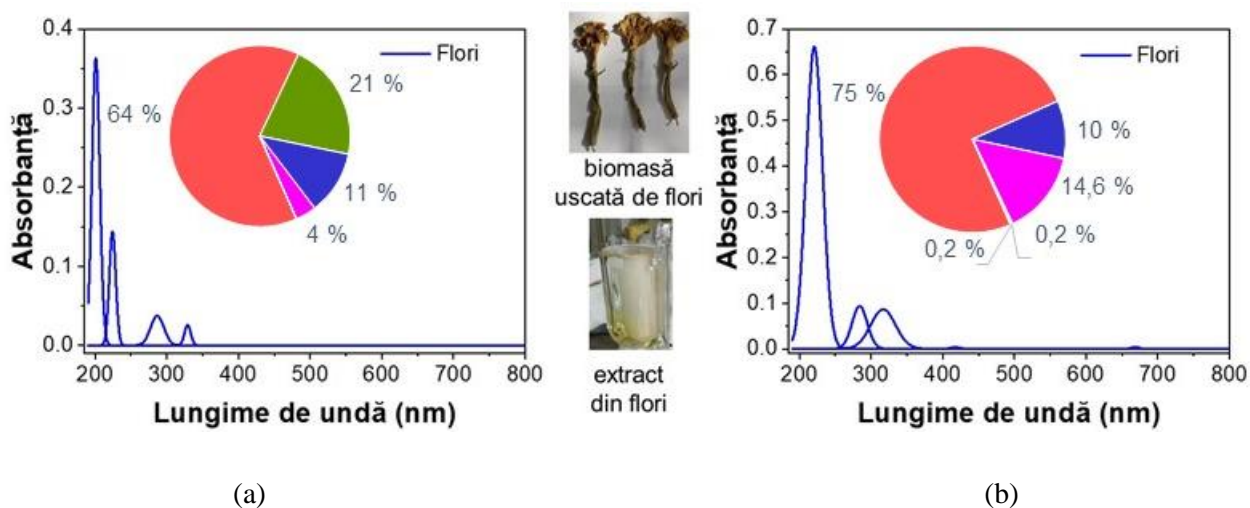 0.4
0.3
0.2
0.1
0.0
Absorbanță
200 300 400 500 600 700 800
Lungime de undă (nm)
Flori
64 %
21 %
11 %
4 %
biomasă
uscată de flori
extract
din flori
0.7
0.6
0.5
0.4
0.3
0.2
0.1
0.0
Absorbanță
200 300 400 500 600 700 800
Lungime de undă (nm)
Flori
75 %
10 %
14,6 %
0,2 %
0,2 %
(a)
(b)